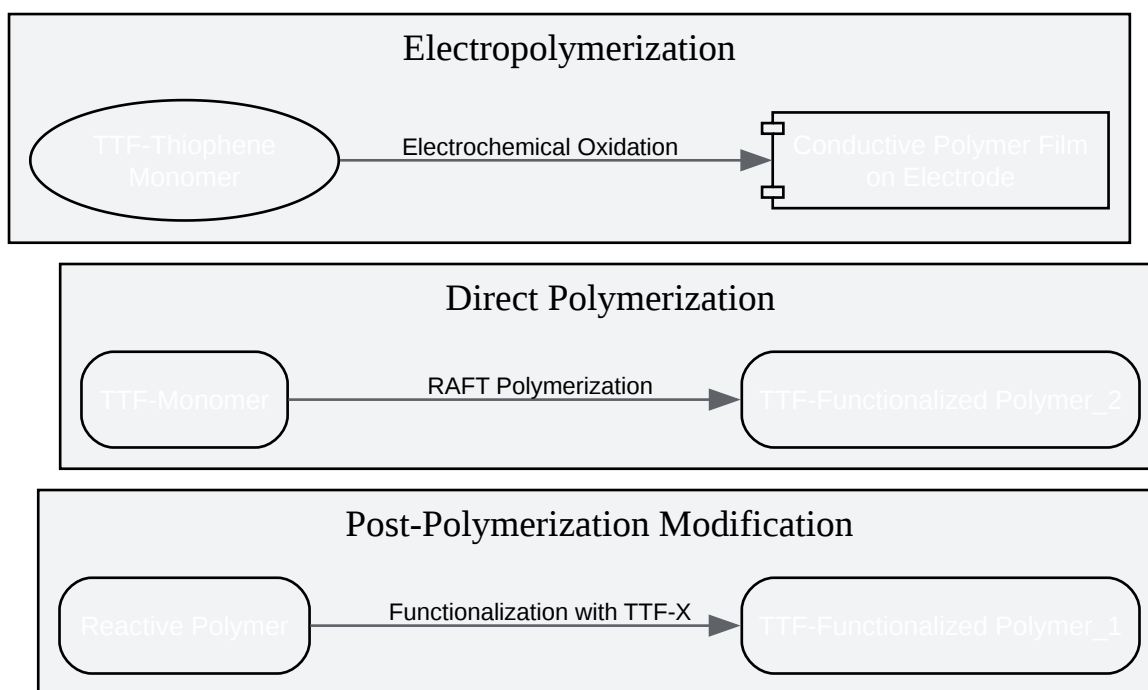 Electropolymerization
TTF-Thiophene
Monomer
Electrochemical Oxidation
Conductive Polymer Film
on Electrode
Direct Polymerization
TTF-Monomer
RAFT Polymerization
TTF-Functionalized Polymer_2
Post-Polymerization Modification
Reactive Polymer
Functionalization with TTF-X
TTF-Functionalized Polymer_1